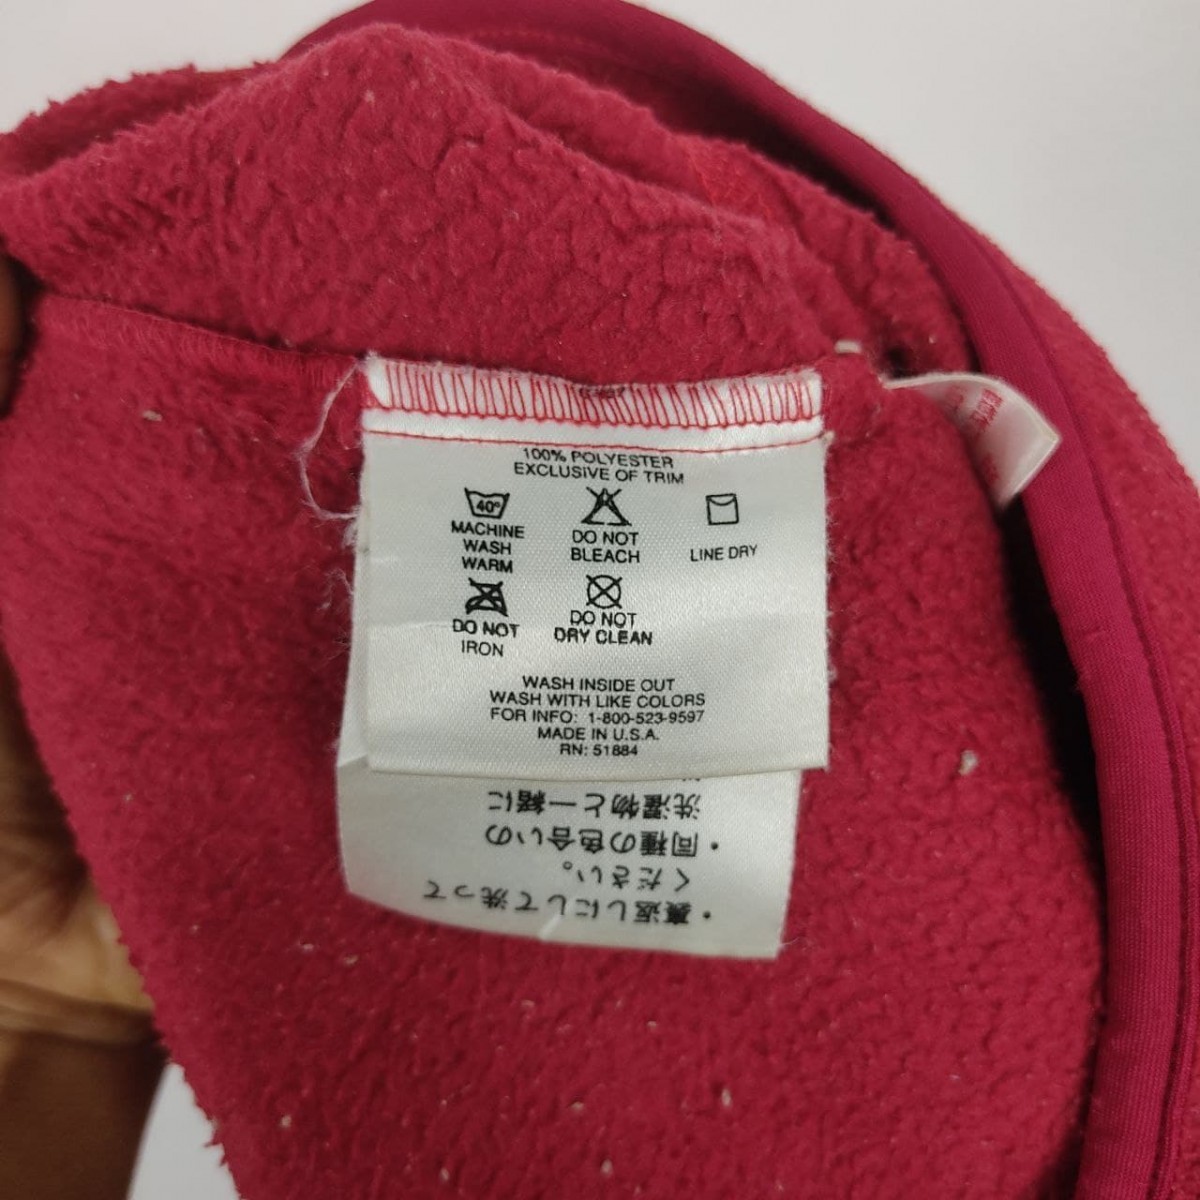 100% POLYESTER
EXCLUSIVE OF TRIM
40°
MACHINE WASH WARM
DO NOT BLEACH
LINE DRY
DO NOT IRON
DO NOT DRY CLEAN
WASH INSIDE OUT
WASH WITH LIKE COLORS
FOR INFO: 1-800-523-9597
MADE IN U.S.A.
RN: 51884
・裏返しにして洗って
ください。
・同種の色合いの
洗濯物と一緒に